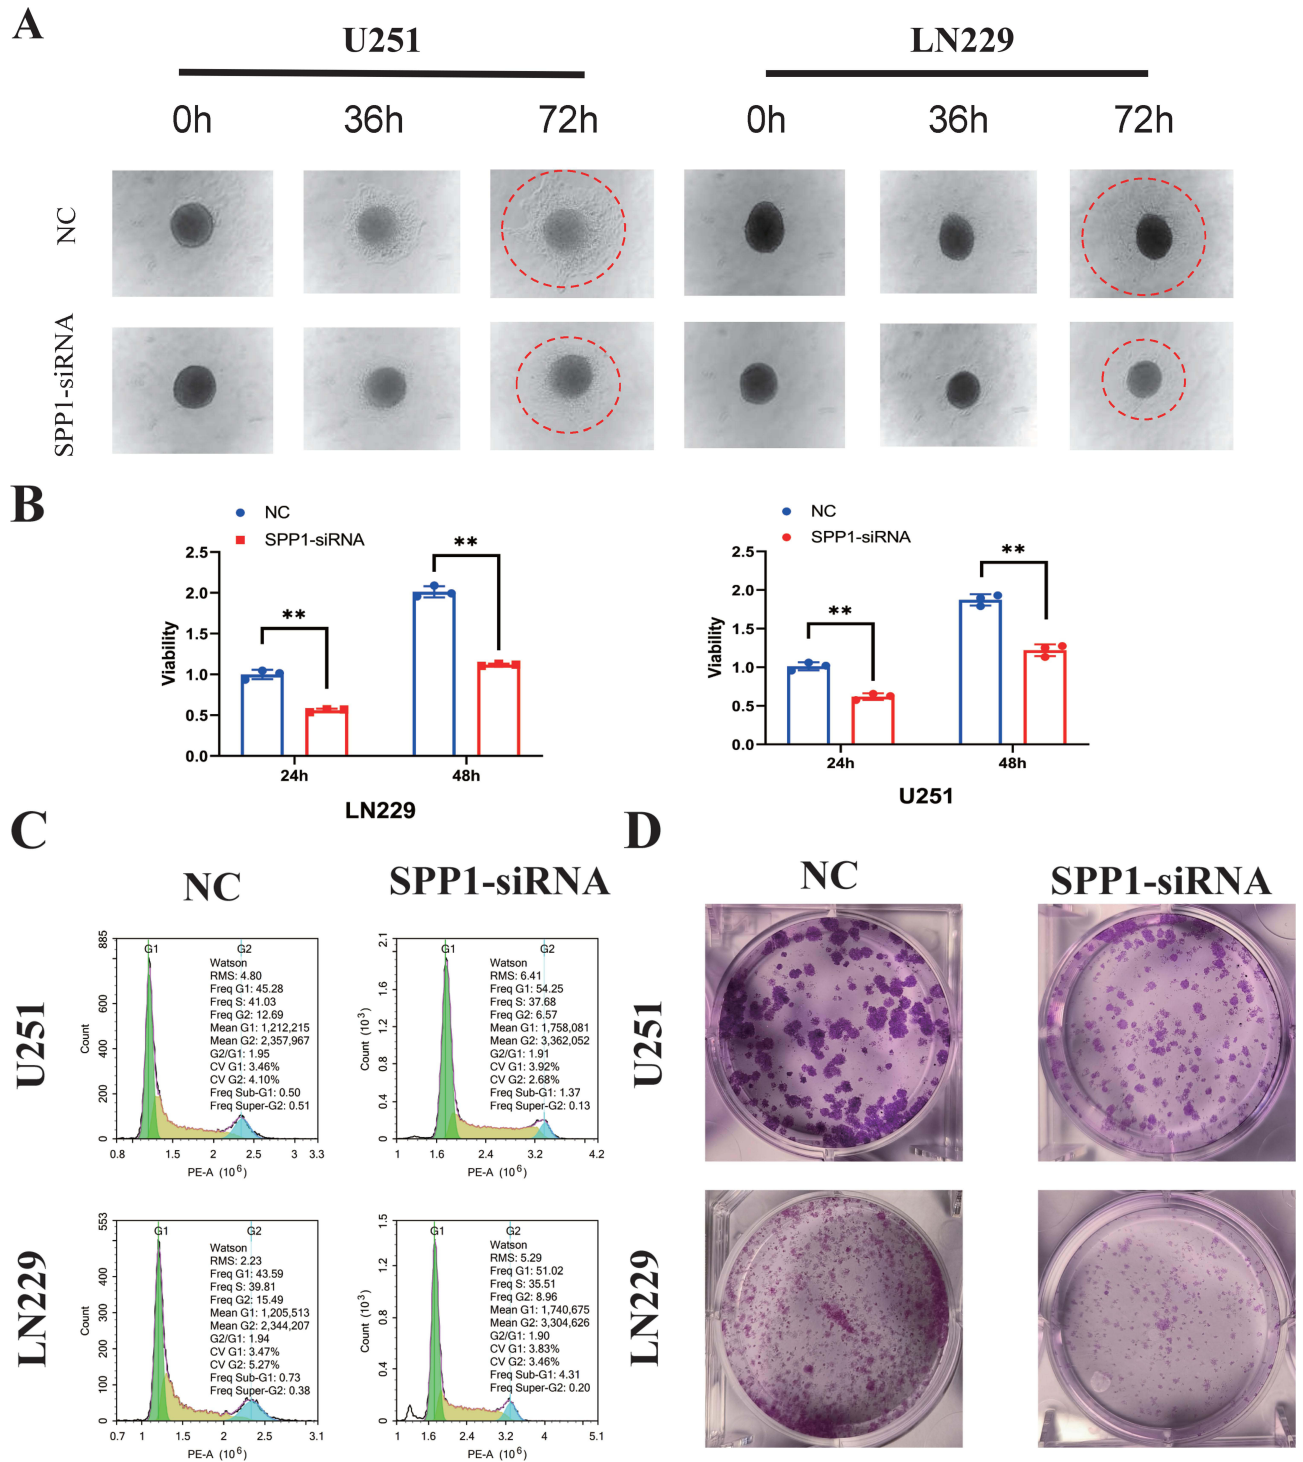 A
U251
LN229
0h 36h 72h 0h 36h 72h
NC
SPP1-siRNA
B
NC
SPP1-siRNA
Viability
2.5
2.0
1.5
1.0
0.5
0.0
**
**
24h 48h
LN229
NC
SPP1-siRNA
Viability
2.5
2.0
1.5
1.0
0.5
0.0
**
**
24h 48h
U251
C
NC
SPP1-siRNA
U251
LN229
Count
885
600
400
200
0
G1 G2
Watson
RMS: 4.80
Freq G1: 45.28
Freq S: 41.03
Freq G2: 12.69
Mean G1: 1,212,215
Mean G2: 2,357,967
G2/G1: 1.95
CV G1: 3.46%
CV G2: 4.10%
Freq Sub-G1: 0.50
Freq Super-G2: 0.51
0.8 1.5 2 2.5 3 3.3
PE-A (10^6)
Count (10^3)
2.1
1.6
1.2
0.8
0.4
0
G1 G2
Watson
RMS: 6.41
Freq G1: 54.25
Freq S: 37.68
Freq G2: 6.57
Mean G1: 1,758,081
Mean G2: 3,362,052
G2/G1: 1.91
CV G1: 3.92%
CV G2: 2.68%
Freq Sub-G1: 1.37
Freq Super-G2: 0.13
1 1.6 2.4 3.2 4.2
PE-A (10^6)
Count
553
400
300
200
100
0
G1 G2
Watson
RMS: 2.23
Freq G1: 43.59
Freq S: 39.81
Freq G2: 15.49
Mean G1: 1,205,513
Mean G2: 2,344,207
G2/G1: 1.94
CV G1: 3.47%
CV G2: 5.27%
Freq Sub-G1: 0.73
Freq Super-G2: 0.38
0.7 1 1.5 2 2.5 3.1
PE-A (10^6)
Count (10^3)
1.5
1.2
0.8
0.4
0
G1 G2
Watson
RMS: 5.29
Freq G1: 51.02
Freq S: 35.51
Freq G2: 8.96
Mean G1: 1,740,675
Mean G2: 3,304,626
G2/G1: 1.90
CV G1: 3.83%
CV G2: 3.46%
Freq Sub-G1: 4.31
Freq Super-G2: 0.20
1 1.6 2.4 3.2 4 5.1
PE-A (10^6)
D
NC
SPP1-siRNA
U251
LN229